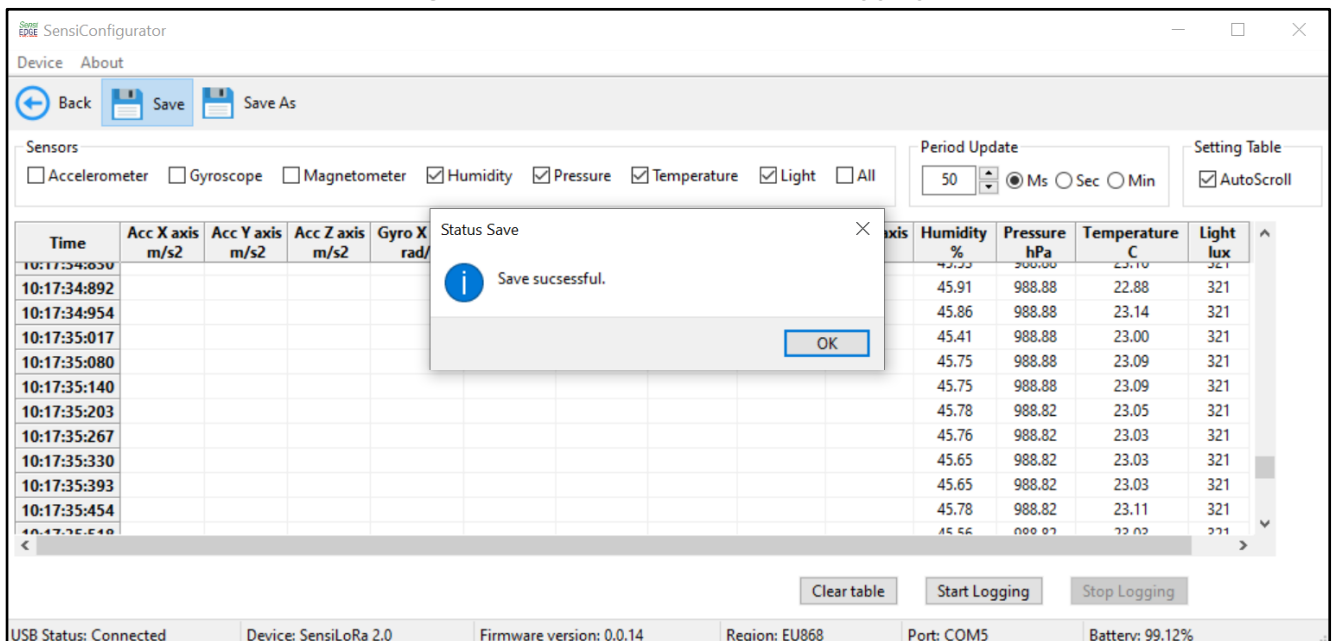 Sensi
EDGE SensiConfigurator
Device About
Back Save Save As
Sensors Period Update Setting Table
Accelerometer Gyroscope Magnetometer Humidity Pressure Temperature Light All 50 Ms Sec Min AutoScroll
Status Save
Save sucsessful.
OK
Time Acc X axis m/s2 Acc Y axis m/s2 Acc Z axis m/s2 Gyro X rad/ axis Humidity % Pressure hPa Temperature C Light lux
10:17:34:892 45.91 988.88 22.88 321
10:17:34:954 45.86 988.88 23.14 321
10:17:35:017 45.41 988.88 23.00 321
10:17:35:080 45.75 988.88 23.09 321
10:17:35:140 45.75 988.88 23.09 321
10:17:35:203 45.78 988.82 23.05 321
10:17:35:267 45.76 988.82 23.03 321
10:17:35:330 45.65 988.82 23.03 321
10:17:35:393 45.65 988.82 23.03 321
10:17:35:454 45.78 988.82 23.11 321
Clear table Start Logging Stop Logging
USB Status: Connected Device: SensiLoRa 2.0 Firmware version: 0.0.14 Region: EU868 Port: COM5 Battery: 99.12%